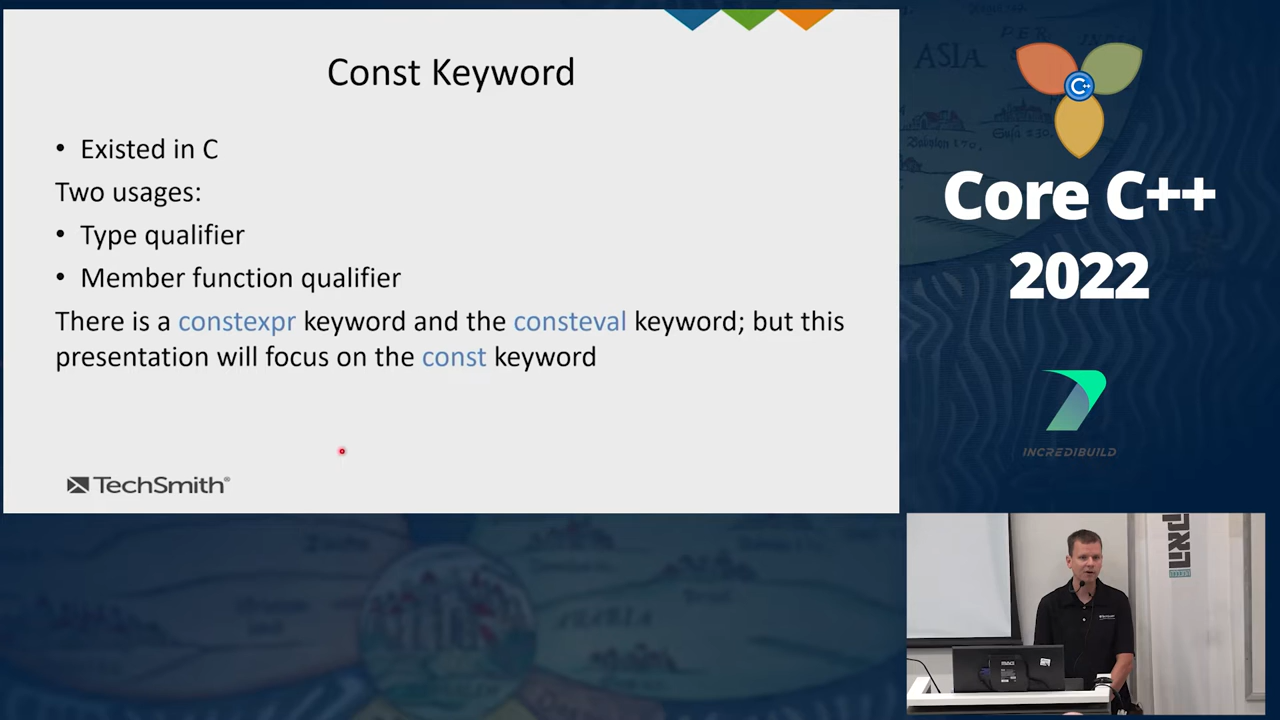 Const Keyword
• Existed in C
Two usages:
• Type qualifier
• Member function qualifier
There is a constexpr keyword and the consteval keyword; but this
presentation will focus on the const keyword
TechSmith®
ASIA
C++
Core C++
2022
INCREDIBUILD